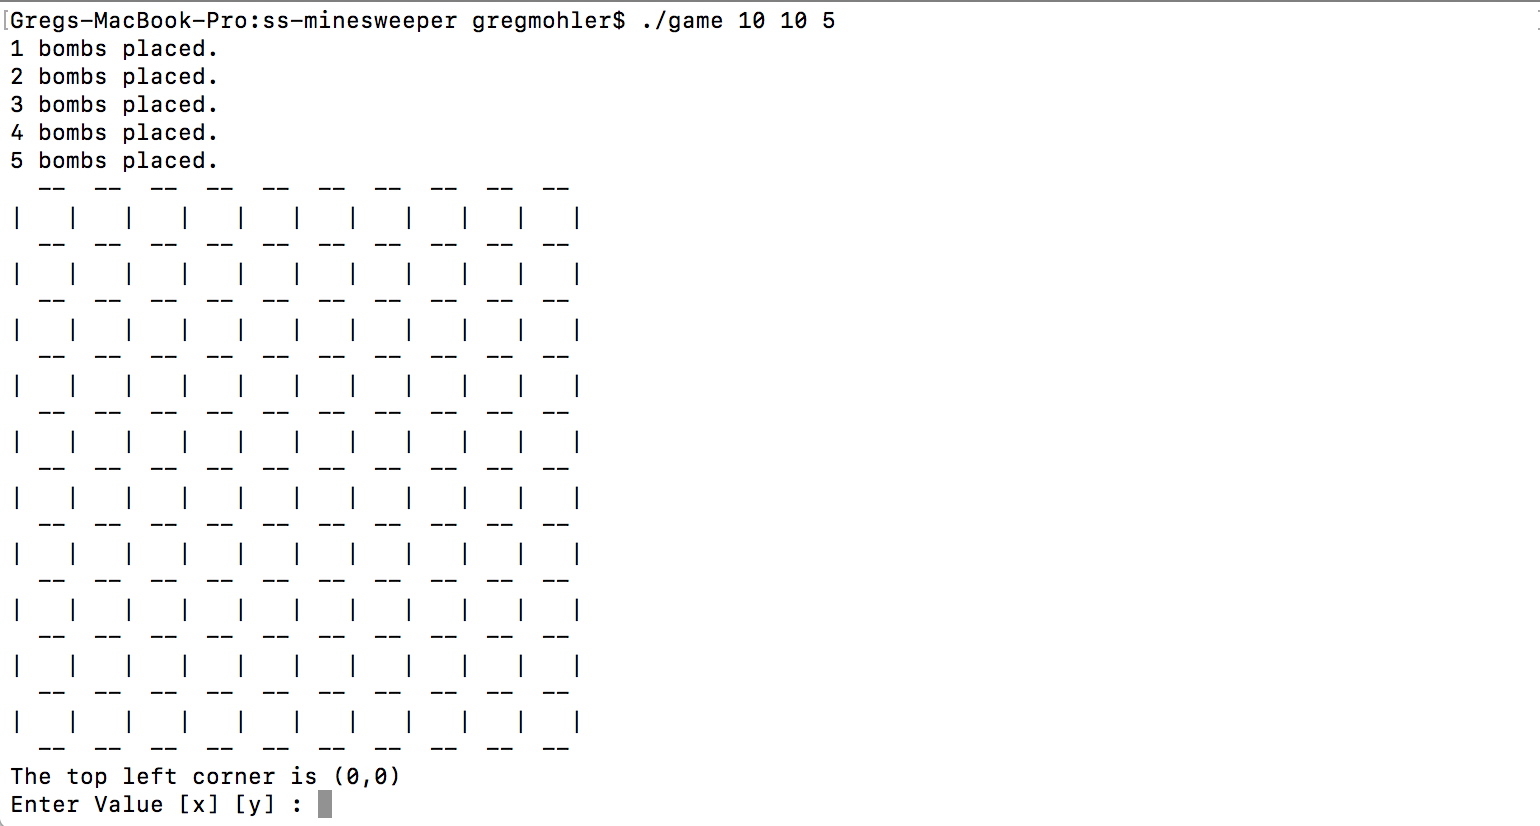 [Gregs-MacBook-Pro:ss-minesweeper gregmohler$ ./game 10 10 5 ]
1 bombs placed.
2 bombs placed.
3 bombs placed.
4 bombs placed.
5 bombs placed.
  --  --  --  --  --  --  --  --  --  --
|   |   |   |   |   |   |   |   |   |   |
  --  --  --  --  --  --  --  --  --  --
|   |   |   |   |   |   |   |   |   |   |
  --  --  --  --  --  --  --  --  --  --
|   |   |   |   |   |   |   |   |   |   |
  --  --  --  --  --  --  --  --  --  --
|   |   |   |   |   |   |   |   |   |   |
  --  --  --  --  --  --  --  --  --  --
|   |   |   |   |   |   |   |   |   |   |
  --  --  --  --  --  --  --  --  --  --
|   |   |   |   |   |   |   |   |   |   |
  --  --  --  --  --  --  --  --  --  --
|   |   |   |   |   |   |   |   |   |   |
  --  --  --  --  --  --  --  --  --  --
|   |   |   |   |   |   |   |   |   |   |
  --  --  --  --  --  --  --  --  --  --
|   |   |   |   |   |   |   |   |   |   |
  --  --  --  --  --  --  --  --  --  --
|   |   |   |   |   |   |   |   |   |   |
  --  --  --  --  --  --  --  --  --  --
The top left corner is (0,0)
Enter Value [x] [y] :